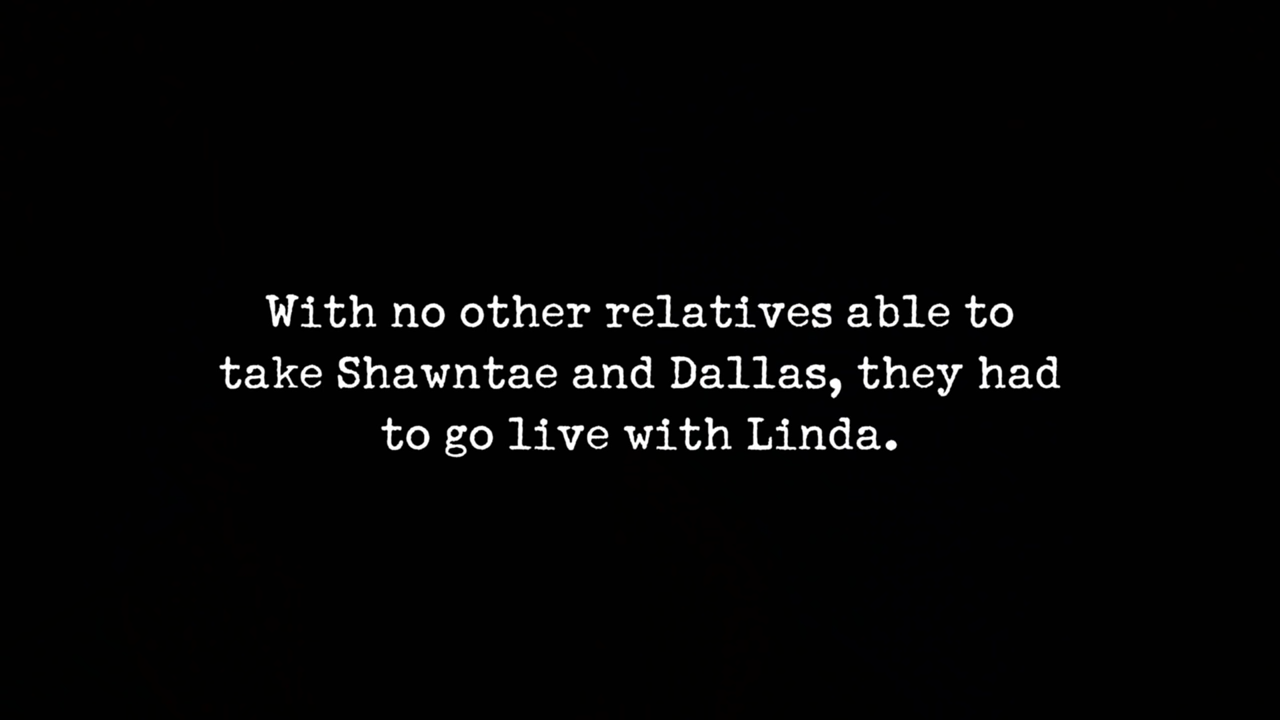 With no other relatives able to
take Shawntae and Dallas, they had
to go live with Linda.